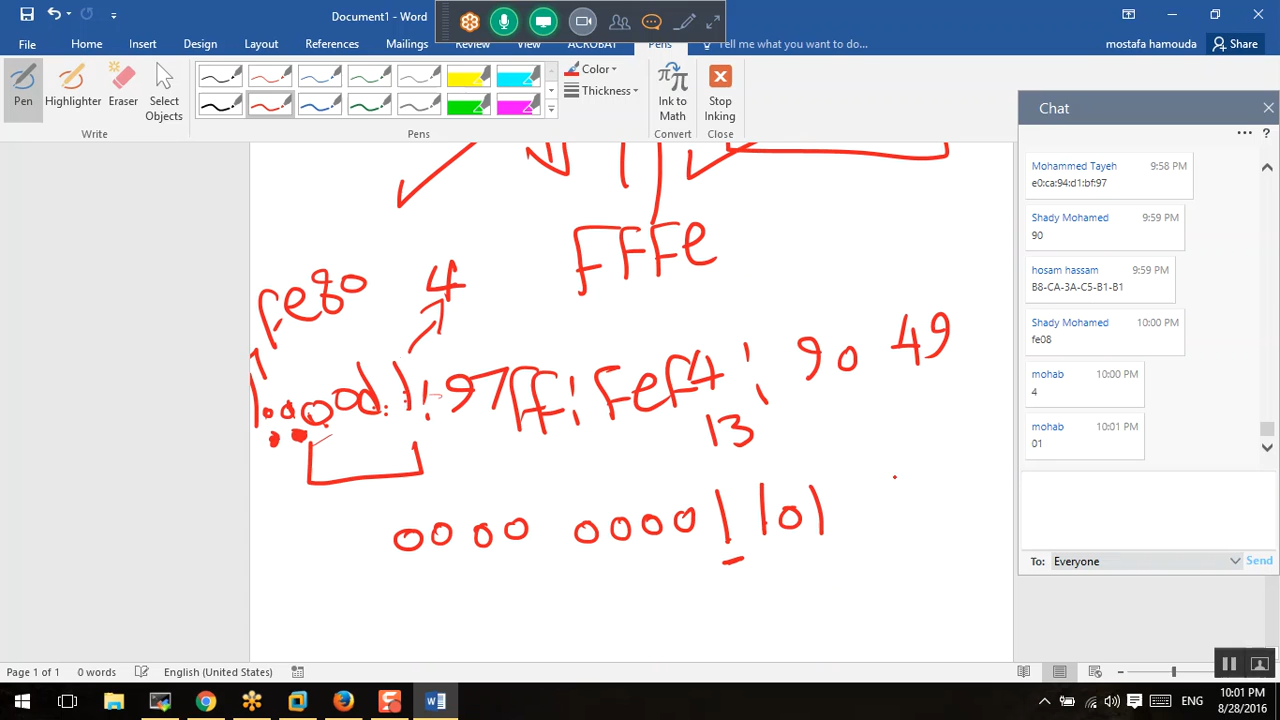 Document1 - Word
mostafa hamouda
Share
File
Home
Insert
Design
Layout
References
Mailings
Review
View
ACROBAT
Pens
Tell me what you want to do...
Pen
Highlighter
Eraser
Select Objects
Color
Thickness
Ink to Math
Stop Inking
Write
Pens
Convert
Close
FFFe
4
90 49
13
0000 00001101
Chat
Mohammed Tayeh 9:58 PM
e0:ca:94:d1:bf:97
Shady Mohamed 9:59 PM
90
hosam hassam 9:59 PM
B8-CA-3A-C5-B1-B1
Shady Mohamed 10:00 PM
fe08
mohab 10:00 PM
4
mohab 10:01 PM
01
To: Everyone
Send
Page 1 of 1
0 words
English (United States)
ENG
10:01 PM
8/28/2016